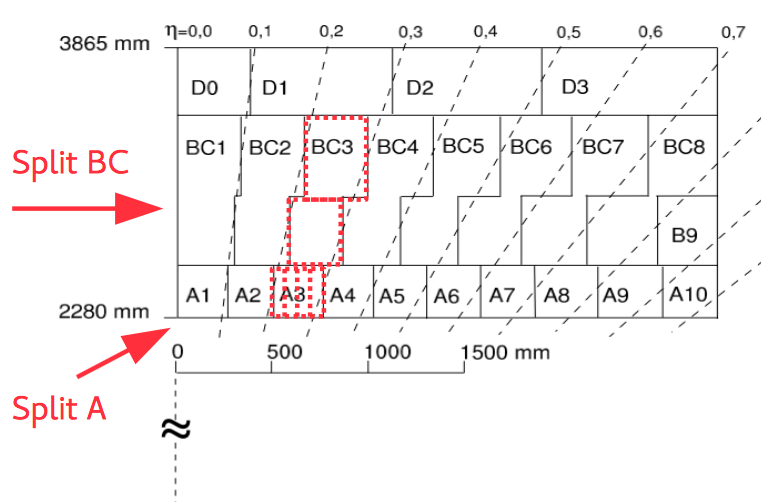 η=0,0 0,1 0,2 0,3 0,4 0,5 0,6 0,7
3865 mm
D0 D1 D2 D3
BC1 BC2 BC3 BC4 BC5 BC6 BC7 BC8
Split BC
B9
A1 A2 A3 A4 A5 A6 A7 A8 A9 A10
2280 mm
0 500 1000 1500 mm
Split A
≈